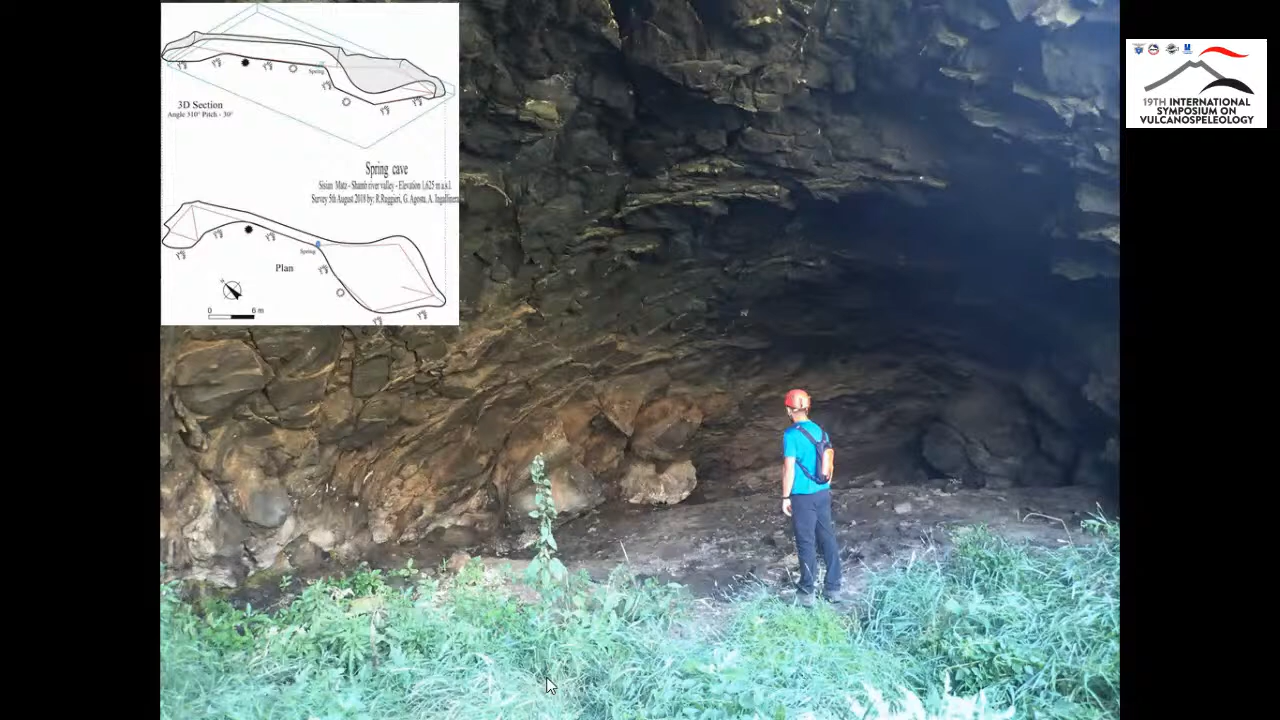 Spring
3D Section
Angle 310° Pitch - 30°
Spring cave
Sisian Matz - Shamb river valley - Elevation 1,625 m a.s.l.
Survey 5th August 2018 by: R.Ruggieri, G. Agosta, A.
Spring
Plan
0 6 m
19TH INTERNATIONAL
SYMPOSIUM ON
VULCANOSPELEOLOGY